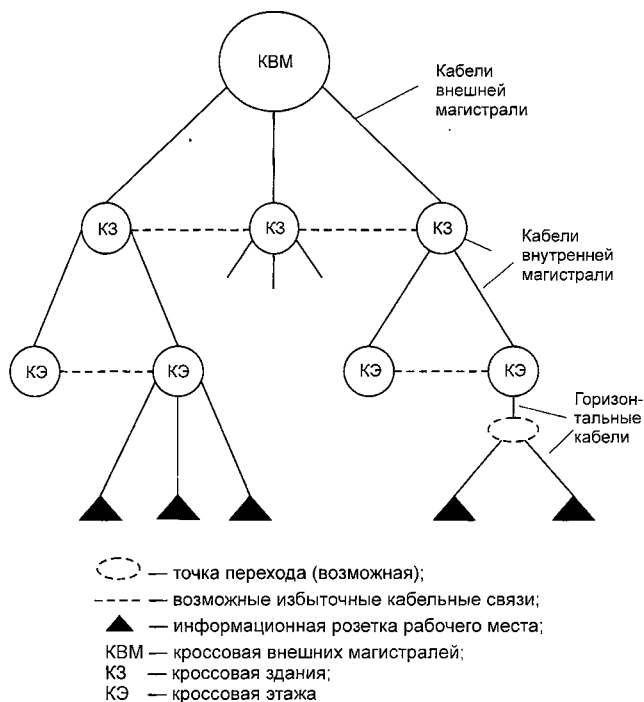 КВМ
Кабели
внешней
магистрали
КЗ
КЗ
КЗ
Кабели
внутренней
магистрали
КЭ
КЭ
КЭ
КЭ
Горизон-
тальные
кабели
— точка перехода (возможная);
— возможные избыточные кабельные связи;
— информационная розетка рабочего места;
КВМ — кроссовая внешних магистралей;
КЗ — кроссовая здания;
КЭ — кроссовая этажа